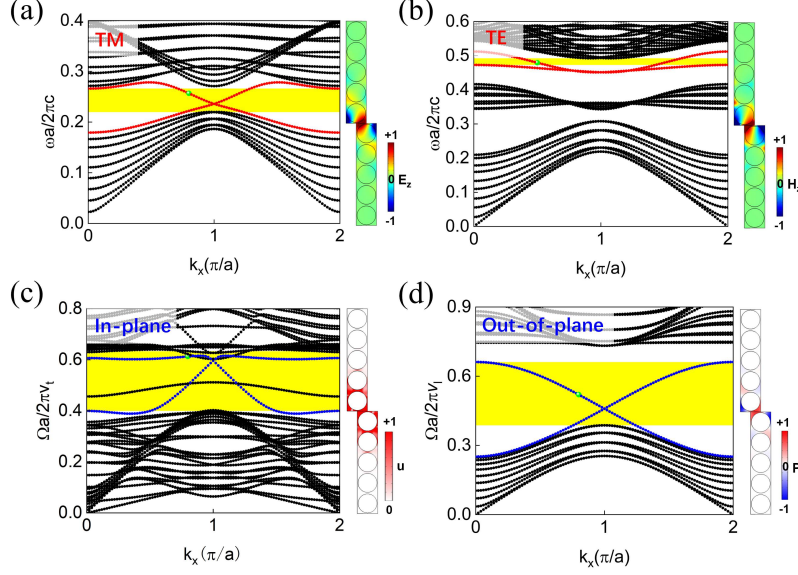 (a)
TM
ωa/2πc
0.4
0.3
0.2
0.1
0.0
0
1
2
kx(π/a)
+1
0 Ez
-1
(b)
TE
ωa/2πc
0.6
0.5
0.4
0.3
0.2
0.1
0.0
0
1
2
kx(π/a)
+1
0
-1
(c)
In-plane
Ωa/2πvt
0.8
0.6
0.4
0.2
0.0
0
1
2
kx(π/a)
+1
u
0
(d)
Out-of-plane
Ωa/2πvl
0.9
0.6
0.3
0.0
0
1
2
kx(π/a)
+1
0
-1